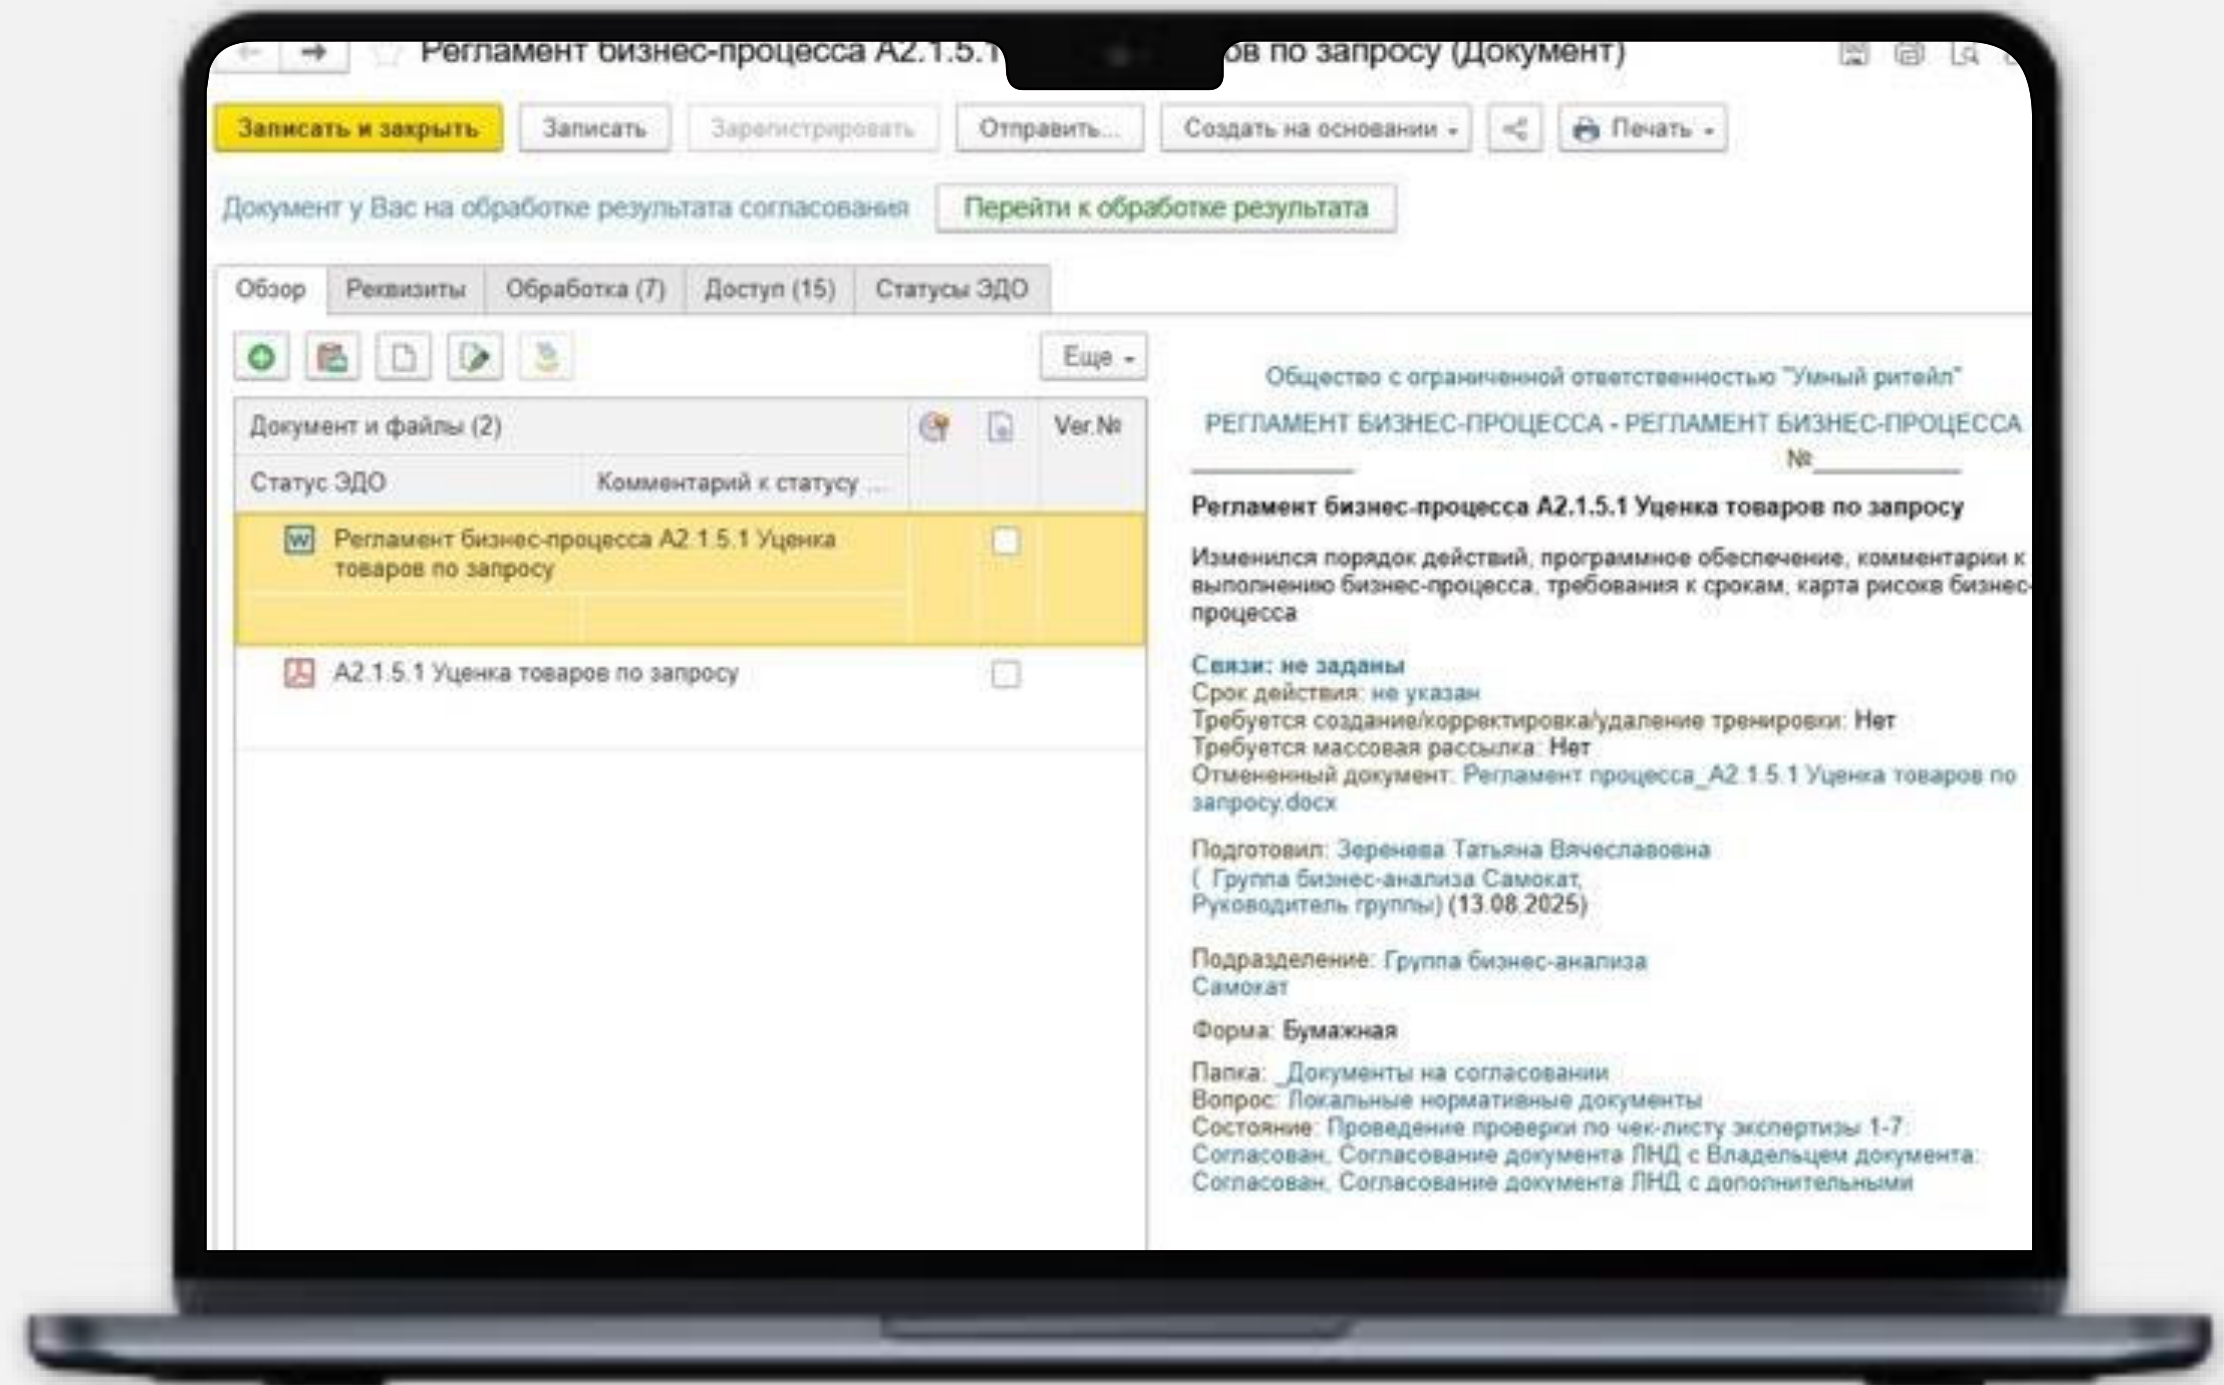 Регламент бизнес-процесса А2.1.5.1 ов по запросу (Документ)
Записать и закрыть Записать Зарегистрировать Отправить... Создать на основании Печать
Документ у Вас на обработке результата согласования Перейти к обработке результата
Обзор Реквизиты Обработка (7) Доступ (15) Статусы ЭДО
Еще
Документ и файлы (2) Ver.№
Статус ЭДО Комментарий к статусу ...
Регламент бизнес-процесса А2.1.5.1 Уценка
товаров по запросу
А2.1.5.1 Уценка товаров по запросу
Общество с ограниченной ответственностью "Умный ритейл"
РЕГЛАМЕНТ БИЗНЕС-ПРОЦЕССА - РЕГЛАМЕНТ БИЗНЕС-ПРОЦЕССА
____________ №___________
Регламент бизнес-процесса А2.1.5.1 Уценка товаров по запросу
Изменился порядок действий, программное обеспечение, комментарии к
выполнению бизнес-процесса, требования к срокам, карта рисокв бизнес-
процесса
Связи: не заданы
Срок действия: не указан
Требуется создание/корректировка/удаление тренировки: Нет
Требуется массовая рассылка: Нет
Отмененный документ: Регламент процесса_А2.1.5.1 Уценка товаров по
запросу.docx
Подготовил: Зеренева Татьяна Вячеславовна
( Группа бизнес-анализа Самокат,
Руководитель группы) (13.08.2025)
Подразделение: Группа бизнес-анализа
Самокат
Форма: Бумажная
Папка: _Документы на согласовании
Вопрос: Локальные нормативные документы
Состояние: Проведение проверки по чек-листу экспертизы 1-7:
Согласован, Согласование документа ЛНД с Владельцем документа:
Согласован, Согласование документа ЛНД с дополнительными